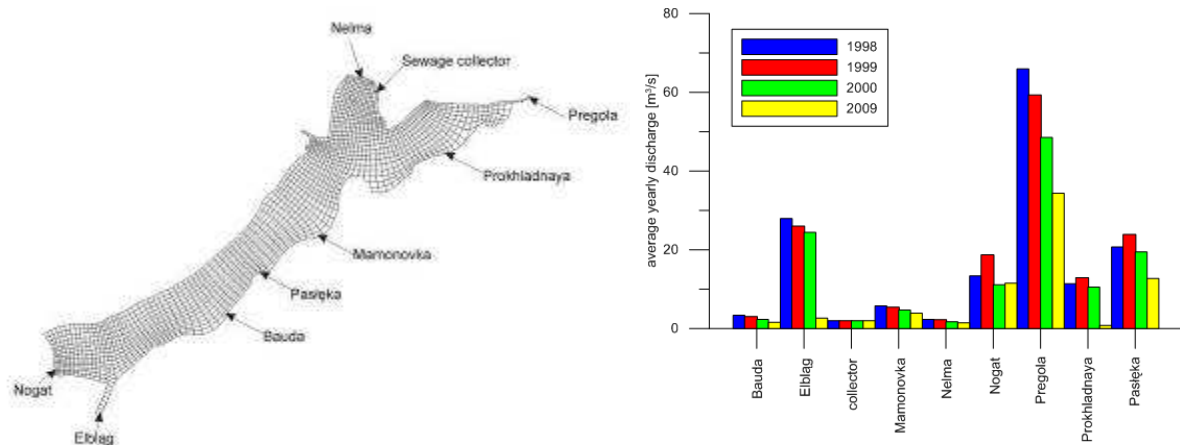 Nelma
Sewage collector
Pregola
Prokhladnaya
Mamonovka
Pasłęka
Bauda
Nogat
Elbląg
80
60
40
20
0
average yearly discharge [m³/s]
1998
1999
2000
2009
Bauda
Elbląg
collector
Mamonovka
Nelma
Nogat
Pregola
Prokhladnaya
Pasłęka